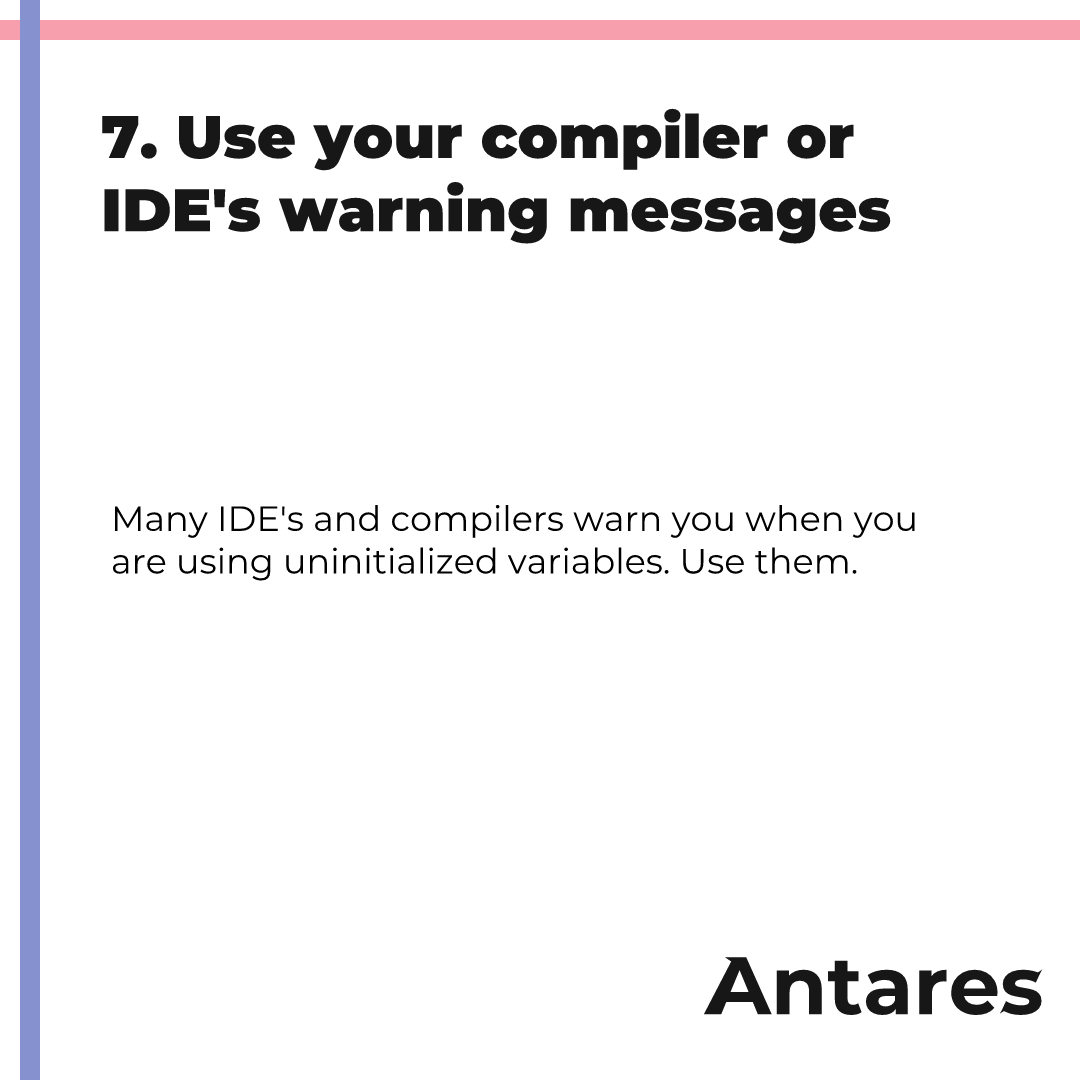 7. Use your compiler or
IDE's warning messages
Many IDE's and compilers warn you when you
are using uninitialized variables. Use them.
Antares